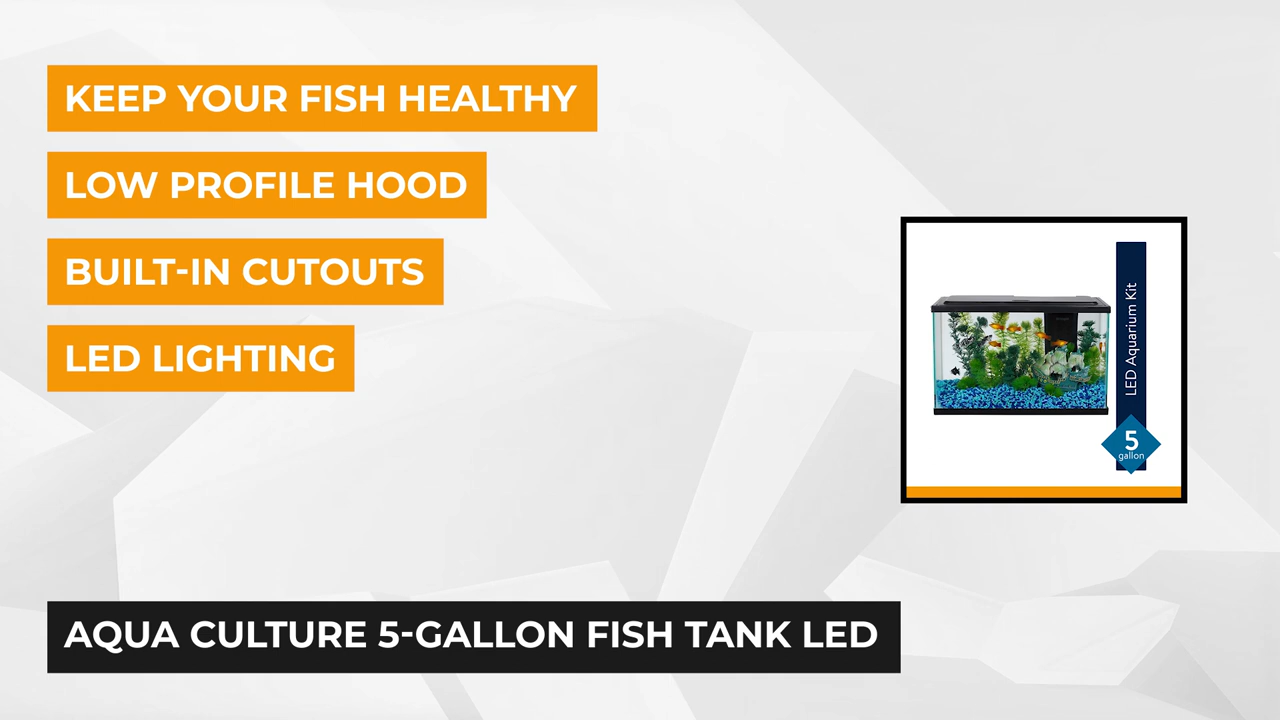 KEEP YOUR FISH HEALTHY
LOW PROFILE HOOD
BUILT-IN CUTOUTS
LED LIGHTING
LED Aquarium Kit
5
gallon
AQUA CULTURE 5-GALLON FISH TANK LED